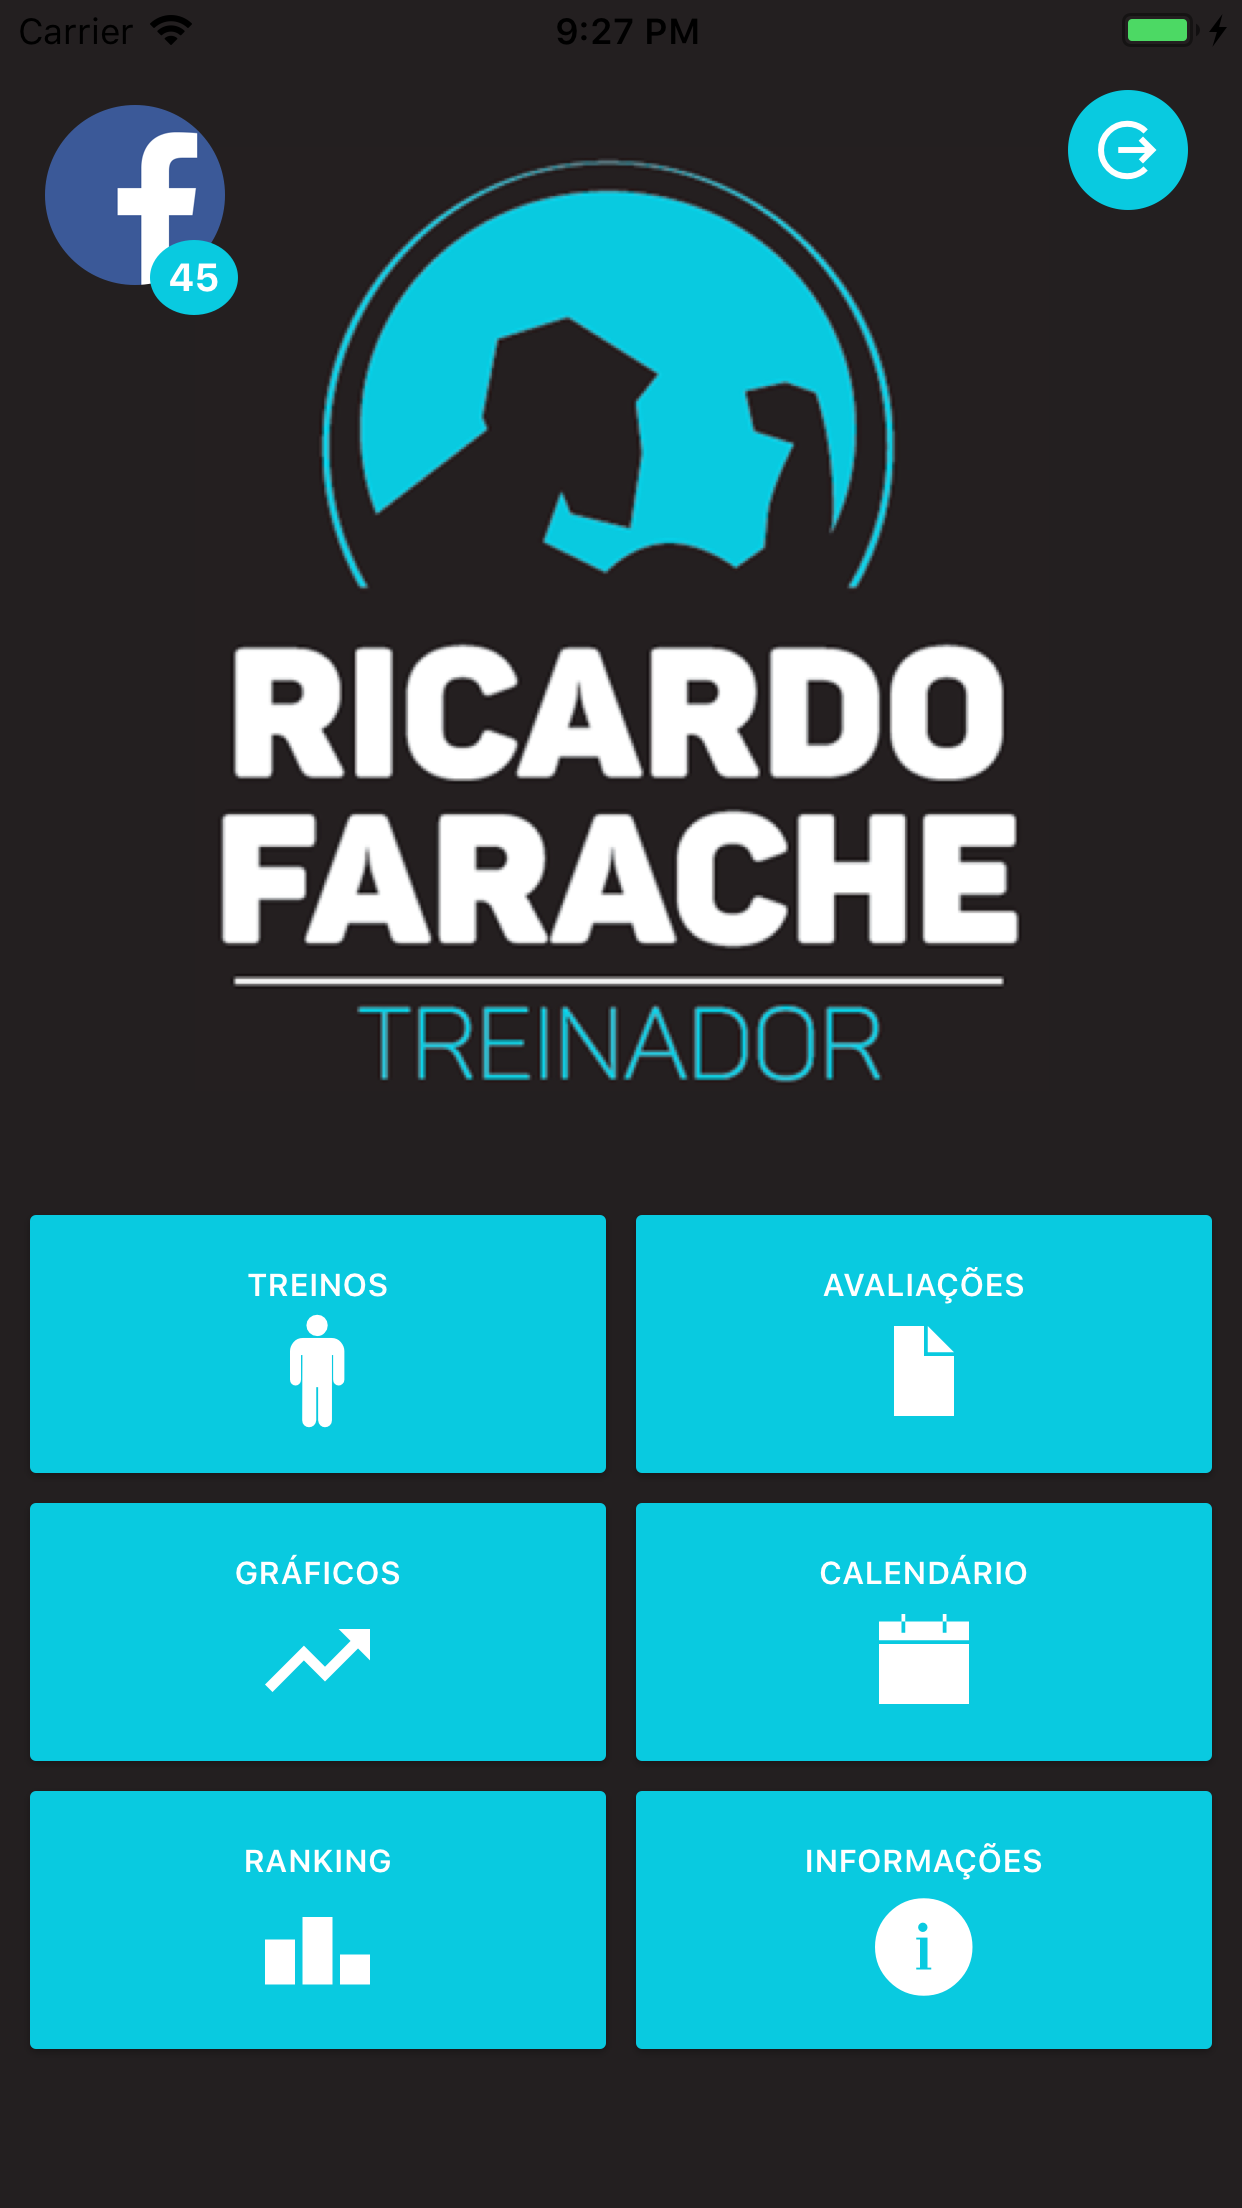 Carrier 9:27 PM
45
RICARDO
FARACHE
TREINADOR
TREINOS
AVALIAÇÕES
GRÁFICOS
CALENDÁRIO
RANKING
INFORMAÇÕES